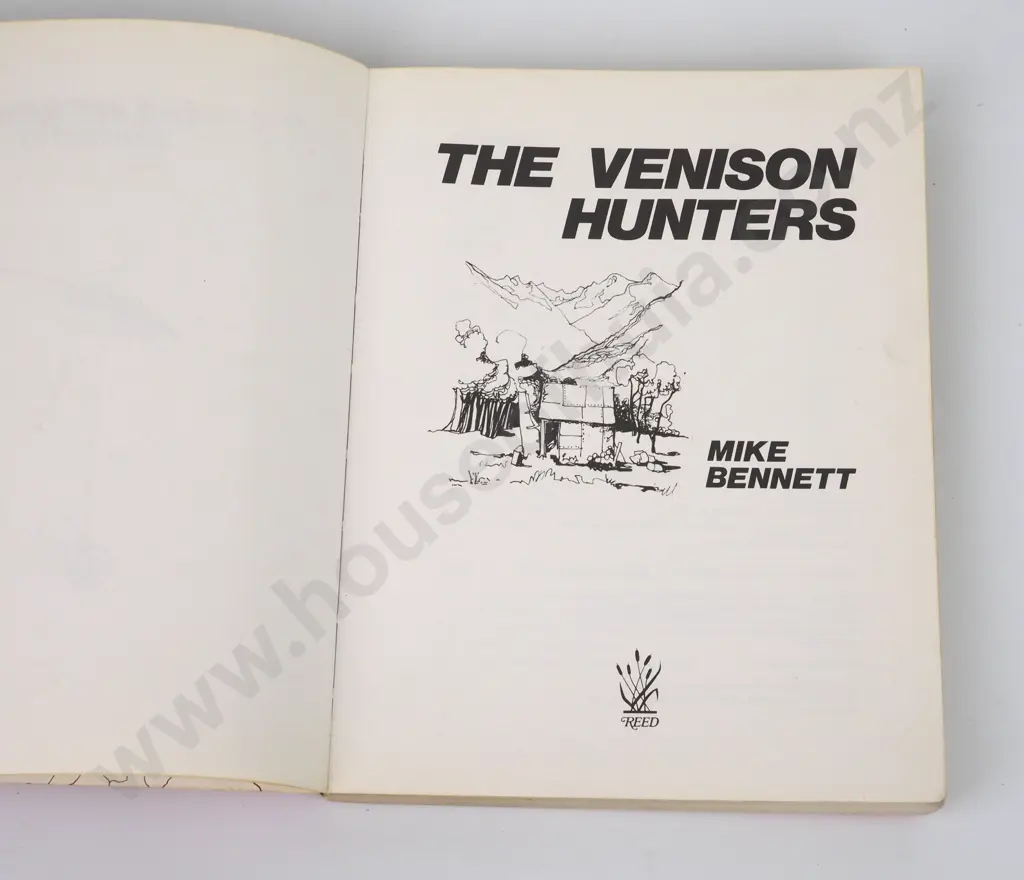 THE VENISON
HUNTERS
MIKE
BENNETT
REED